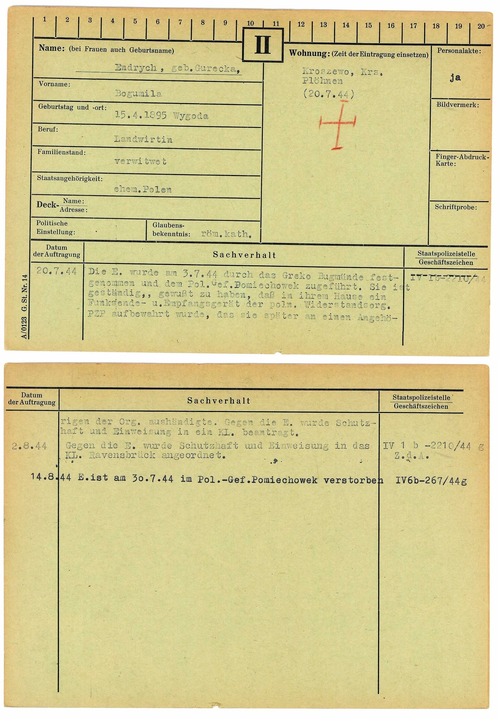 1 2 3 4 5 6 7 8 9 10 11 12 13 14 15 16 17 18 19 20
II
Name: (bei Frauen auch Geburtsname)
Emdrych, geb.Gurecka,
Vorname:
Bogumila
Geburtstag und -ort:
15.4.1895 Wygoda
Beruf:
Landwirtin
Familienstand:
verwitwet
Staatsangehörigkeit:
ehem.Polen
Deck- Name:
Adresse:
Politische
Einstellung:
Glaubens-
bekenntnis: röm.kath.
Wohnung: (Zeit der Eintragung einsetzen)
Kroszewo, Krs.
Plöhnen
(20.7.44)
Personalakte:
ja
Bildvermerk:
Finger-Abdruck-
Karte:
Schriftprobe:
Datum
der Auftragung
Sachverhalt
Staatspolizeistelle
Geschäftszeichen
20.7.44 Die E. wurde am 3.7.44 durch das Greko Bugmünde fest-
genommen und dem Pol.Gef.Pomiechowek zugeführt. Sie ist
geständig,, gewußt zu haben, daß in ihrem Hause ein
Funksende- u.Empfangsgerät der poln. Widerstandsorg.
PZP aufbewahrt wurde, das sie später an einen Angehö-
A/0123 G. St. Nr. 14
Datum
der Auftragung
Sachverhalt
Staatspolizeistelle
Geschäftszeichen
rigen der Org. aushändigte. Gegen die E. wurde Schutz-
haft und Einweisung in ein KL. beantragt.
2.8.44 Gegen die E. wurde Schutzhaft und Einweisung in das IV 1 b -2210/44 g
KL. Ravensbrück angeordnet. Z.d.A.
14.8.44 E.ist am 30.7.44 im Pol.-Gef.Pomiechowek verstorben IV6b-267/44g